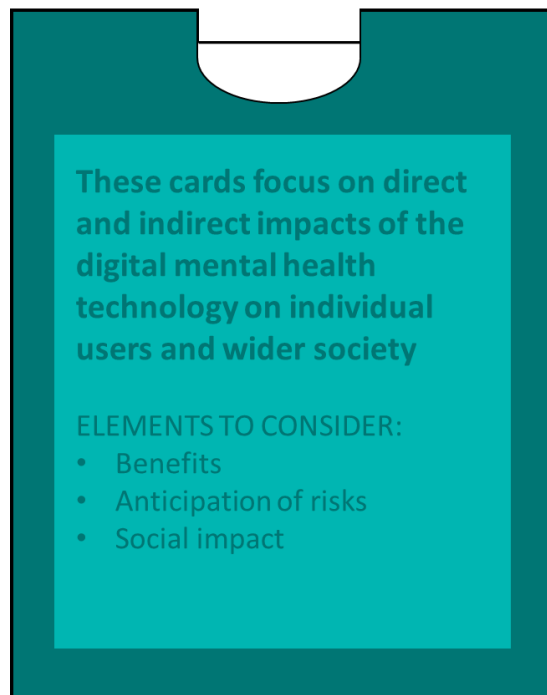 These cards focus on direct
and indirect impacts of the
digital mental health
technology on individual
users and wider society
ELEMENTS TO CONSIDER:
• Benefits
• Anticipation of risks
• Social impact